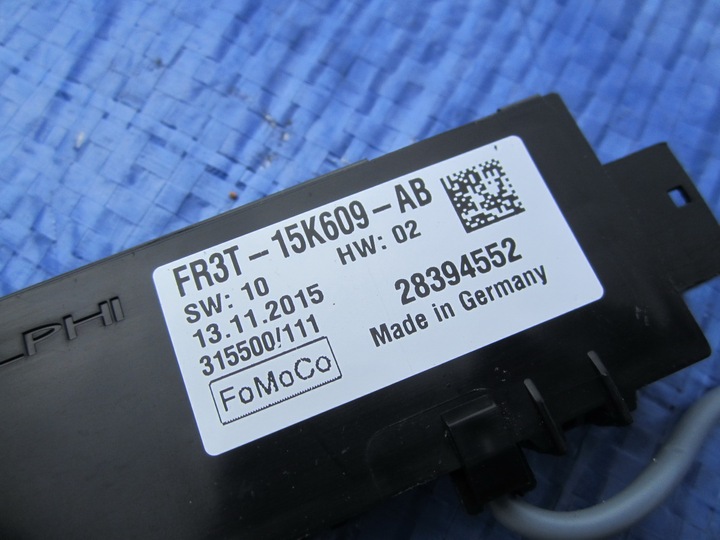 FR3T-15K609-AB
SW: 10 HW: 02
13.11.2015 28394552
315500/111 Made in Germany
FoMoCo
LPHI